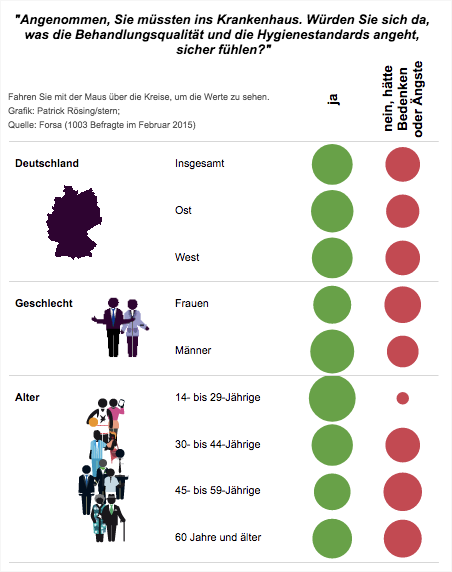 "Angenommen, Sie müssten ins Krankenhaus. Würden Sie sich da,
was die Behandlungsqualität und die Hygienestandards angeht,
sicher fühlen?"
Fahren Sie mit der Maus über die Kreise, um die Werte zu sehen.
Grafik: Patrick Rösing/stern;
Quelle: Forsa (1003 Befragte im Februar 2015)
ja
nein, hätte
Bedenken
oder Ängste
Deutschland
Insgesamt
Ost
West
Geschlecht
Frauen
Männer
Alter
14- bis 29-Jährige
30- bis 44-Jährige
45- bis 59-Jährige
60 Jahre und älter